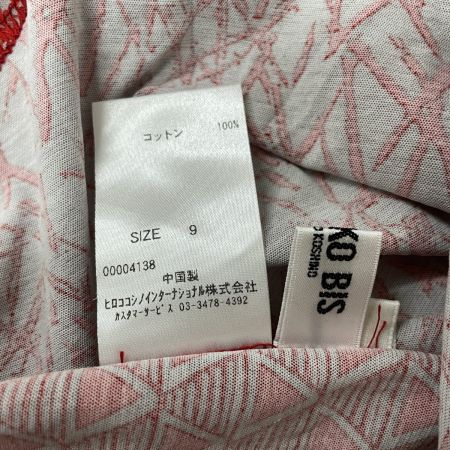 コットン 100%
SIZE 9
00004138
中国製
ヒロココシノインターナショナル株式会社
カスタマーサービス 03-3478-4392
KO BIS
O KOSHINO